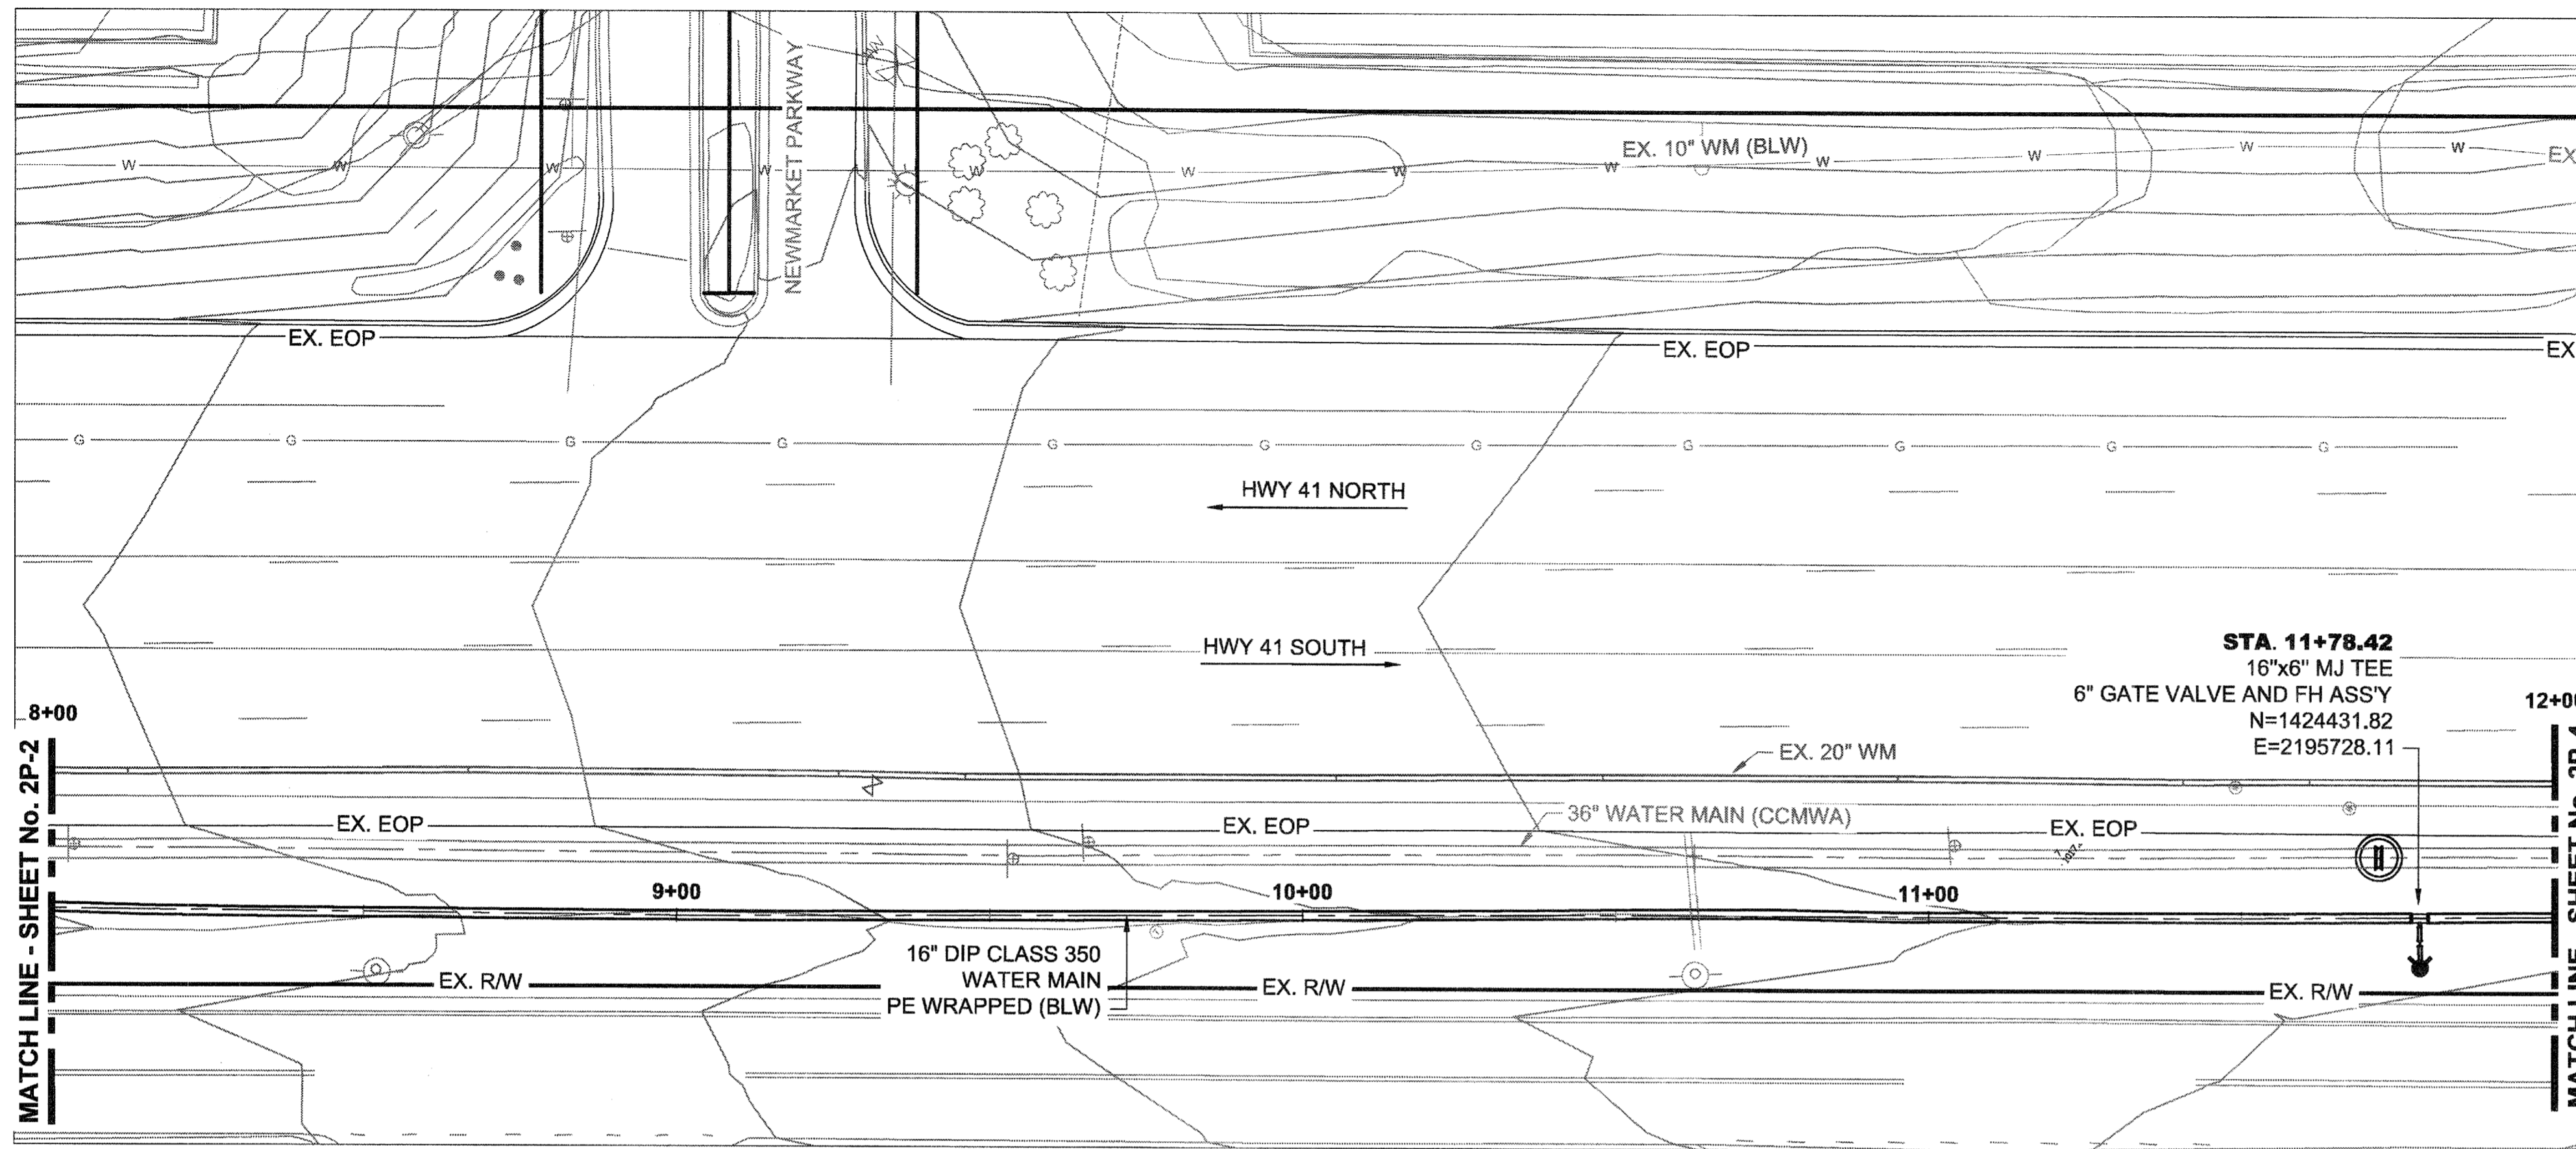 NEWMARKET PARKWAY
W
W
W
W
W
W
W
W
W
W
W
W
EX. 10" WM (BLW)
EX
EX. EOP
EX. EOP
EX
G
G
G
G
G
G
G
G
G
G
G
HWY 41 NORTH
HWY 41 SOUTH
STA. 11+78.42
16"x6" MJ TEE
6" GATE VALVE AND FH ASS'Y
N=1424431.82
E=2195728.11
8+00
12+00
MATCH LINE - SHEET No. 2P-2
EX. 20" WM
36" WATER MAIN (CCMWA)
EX. EOP
EX. EOP
EX. EOP
9+00
10+00
11+00
16" DIP CLASS 350
WATER MAIN
PE WRAPPED (BLW)
EX. R/W
EX. R/W
EX. R/W